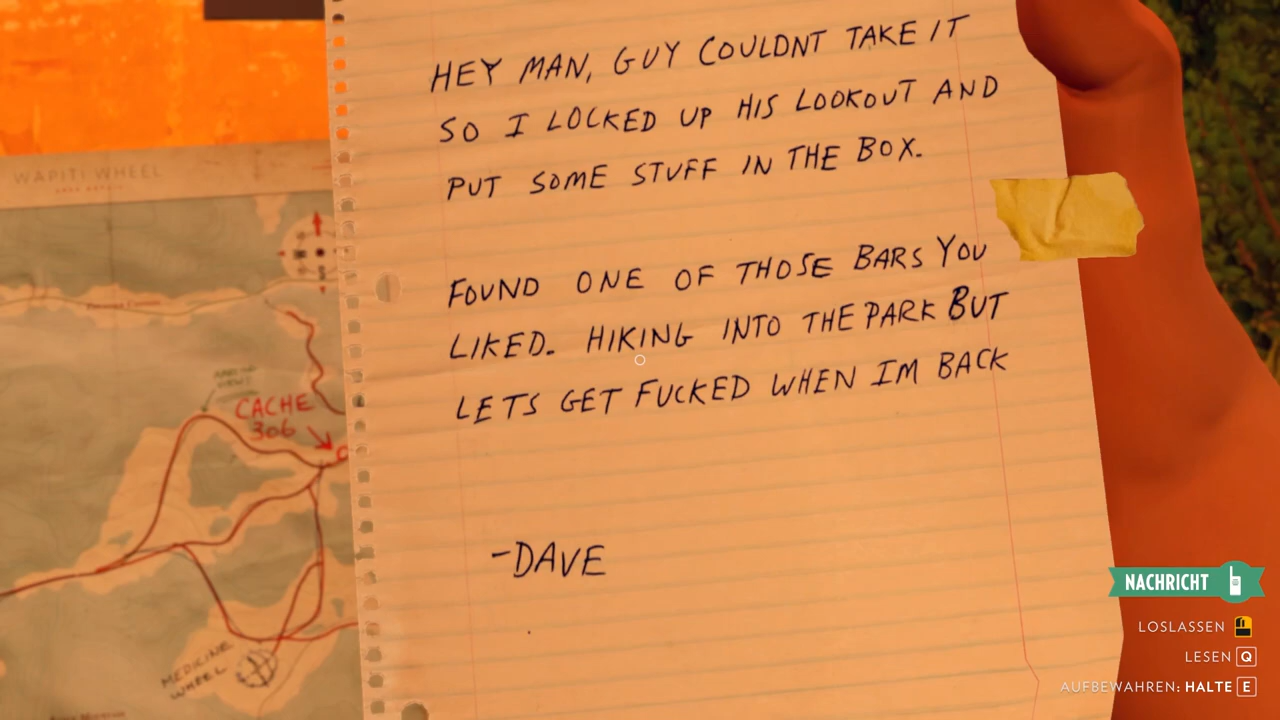 HEY MAN, GUY COULDNT TAKE IT
SO I LOCKED UP HIS LOOKOUT AND
PUT SOME STUFF IN THE BOX.
FOUND ONE OF THOSE BARS YOU
LIKED. HIKING INTO THE PARK BUT
LETS GET FUCKED WHEN IM BACK
-DAVE
WAPITI WHEEL
CACHE
306
MEDICINE
WHEEL
NACHRICHT
LOSLASSEN
LESEN Q
AUFBEWAHREN: HALTE E